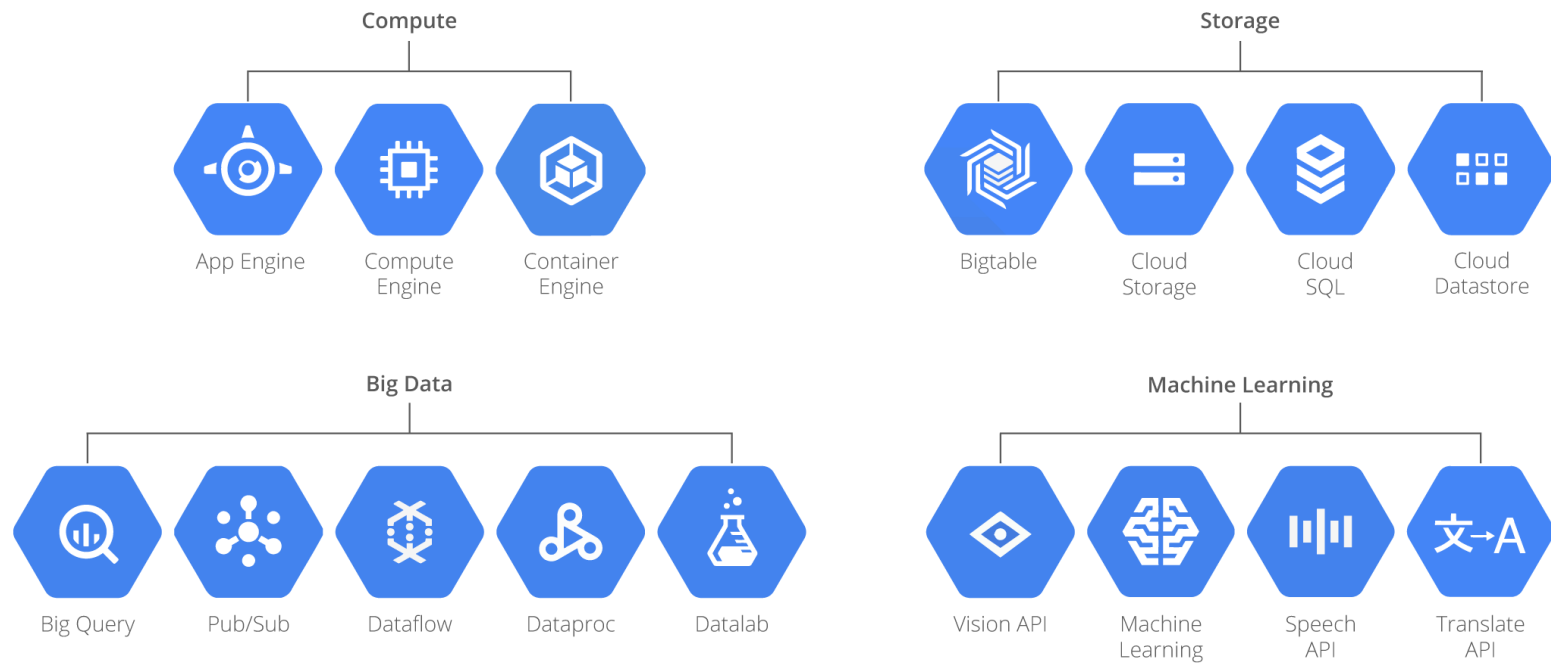 Compute
App Engine
Compute
Engine
Container
Engine
Storage
Bigtable
Cloud
Storage
Cloud
SQL
Cloud
Datastore
Big Data
Big Query
Pub/Sub
Dataflow
Dataproc
Datalab
Machine Learning
Vision API
Machine
Learning
Speech
API
文→A
Translate
API